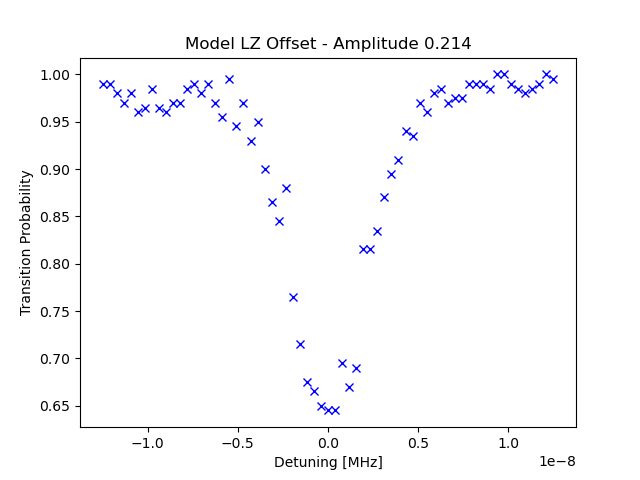 Model LZ Offset - Amplitude 0.214
1.00
0.95
0.90
0.85
0.80
0.75
0.70
0.65
Transition Probability
−1.0 −0.5 0.0 0.5 1.0
1e−8
Detuning [MHz]